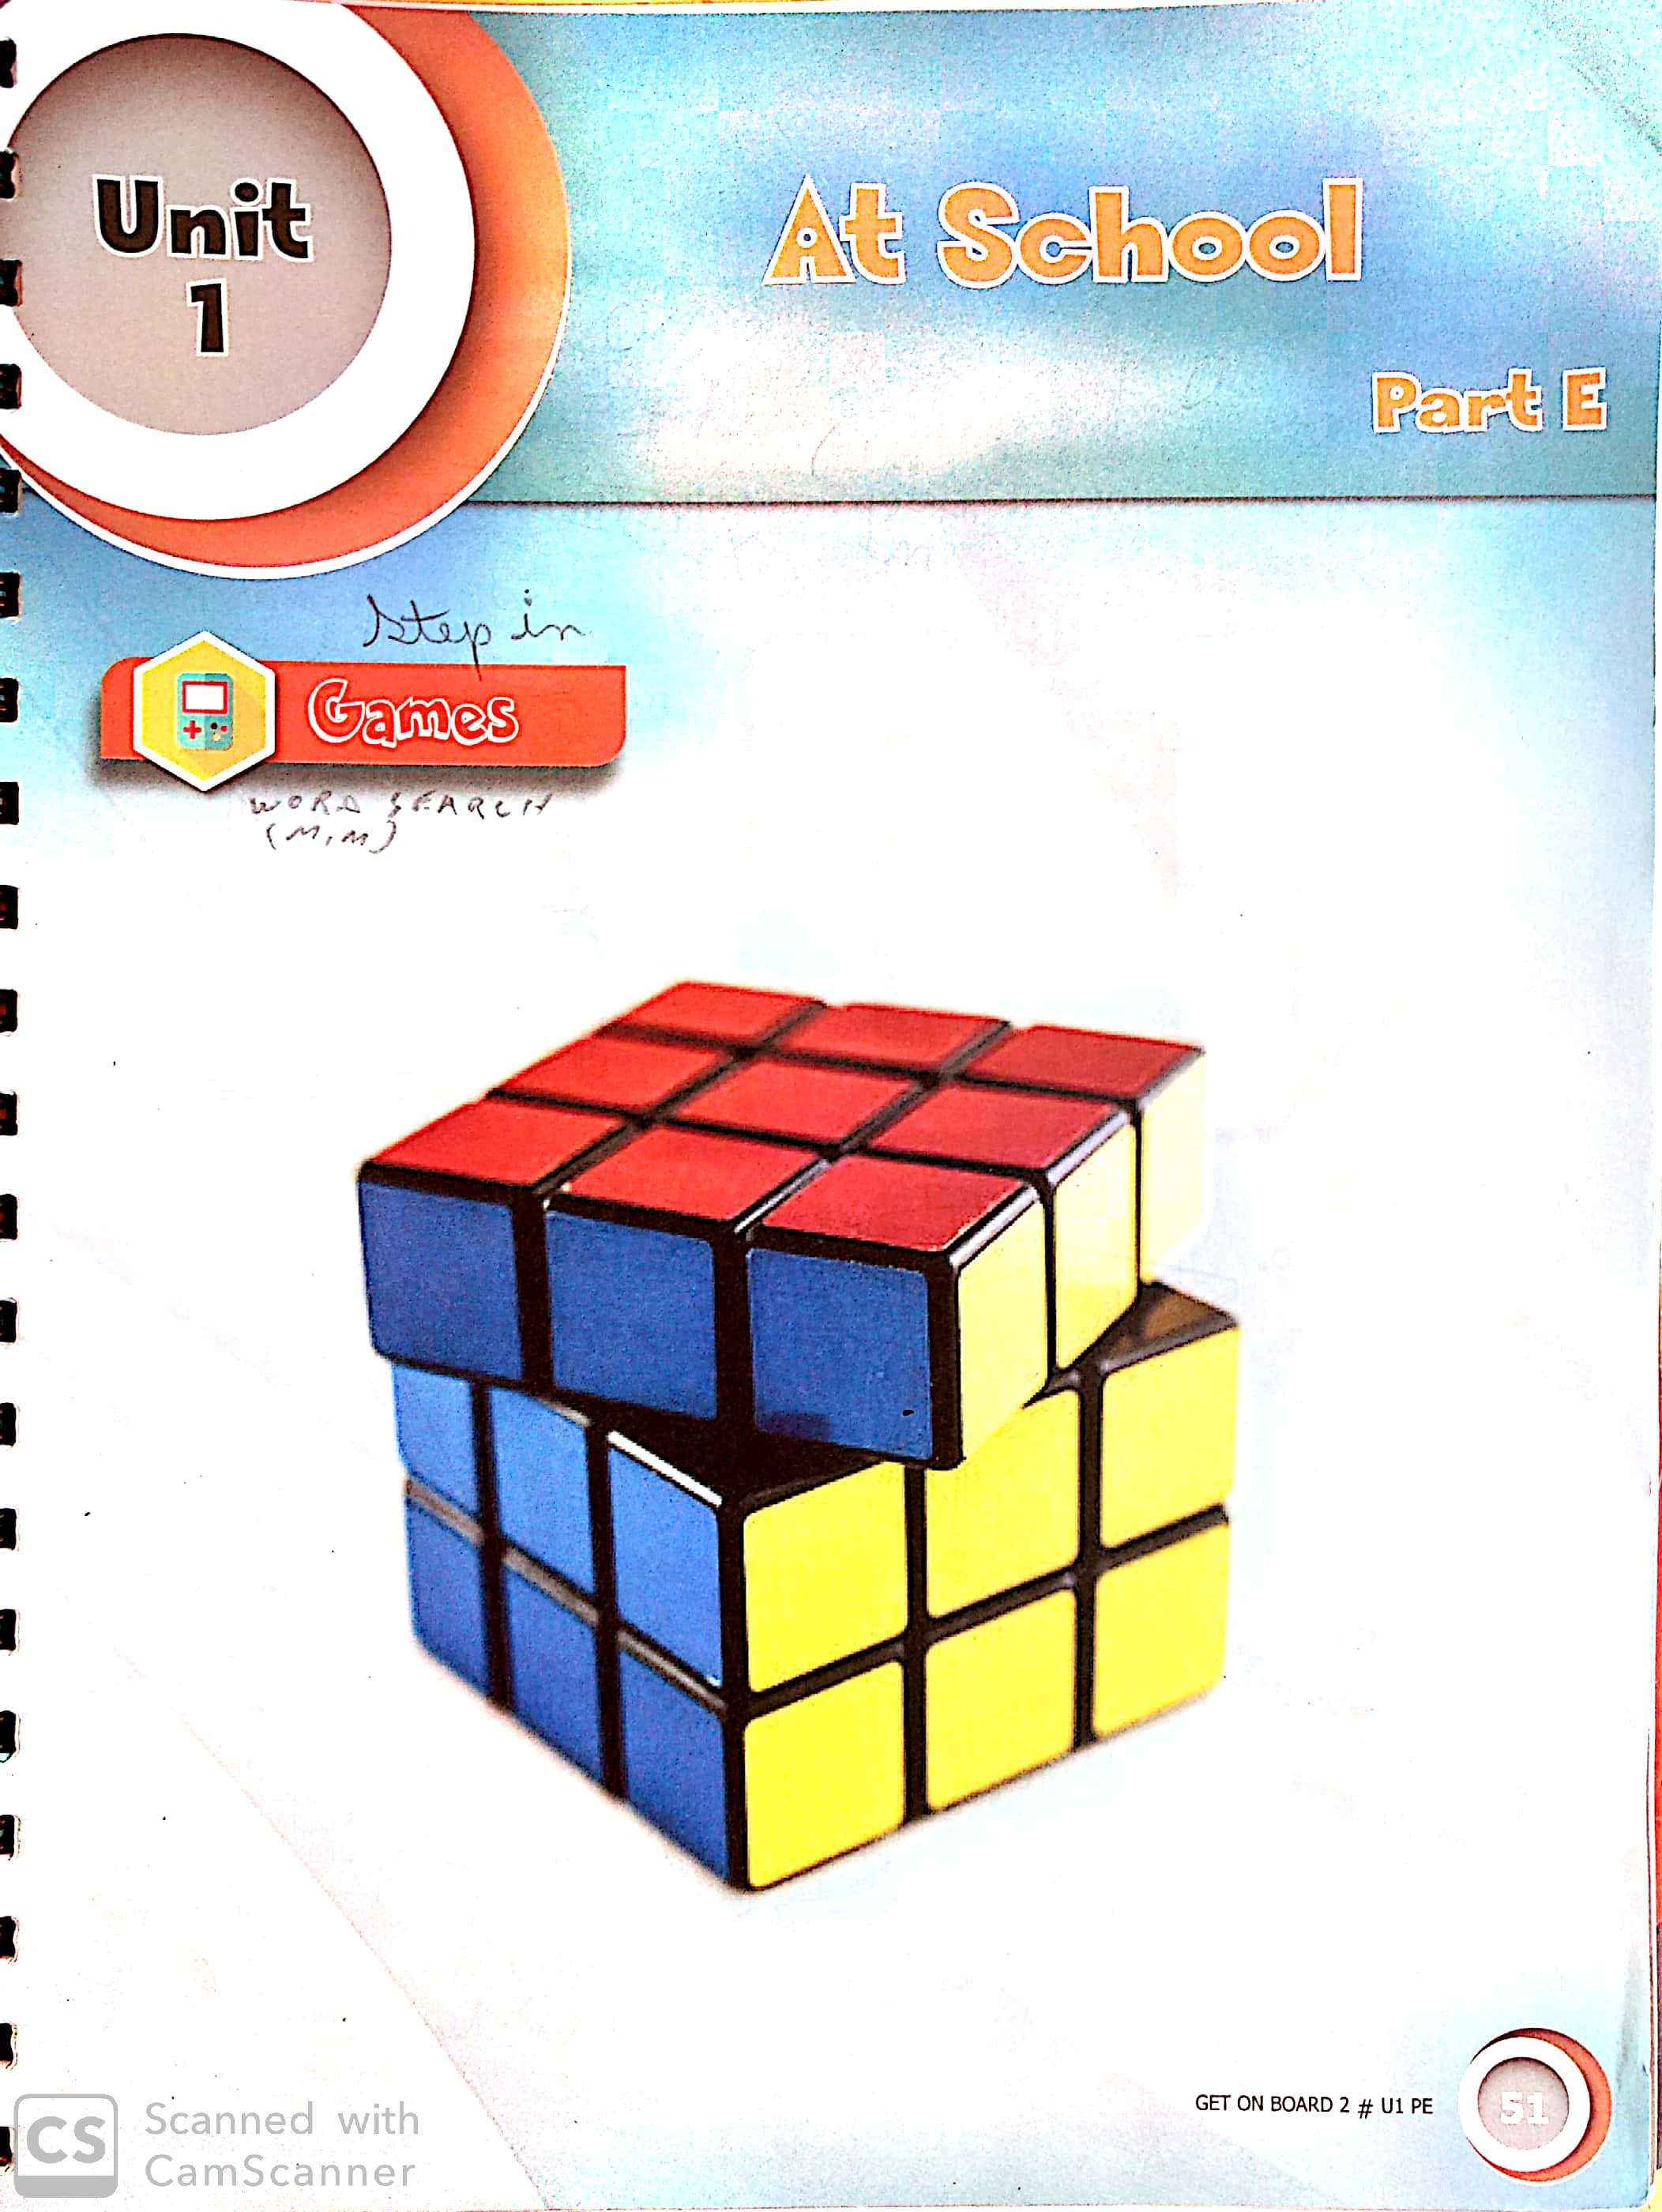 Unit
1
At School
Part E
Step in
Games
WORD SEARCH
(M.M)
GET ON BOARD 2 # U1 PE
51
CS
Scanned with
CamScanner